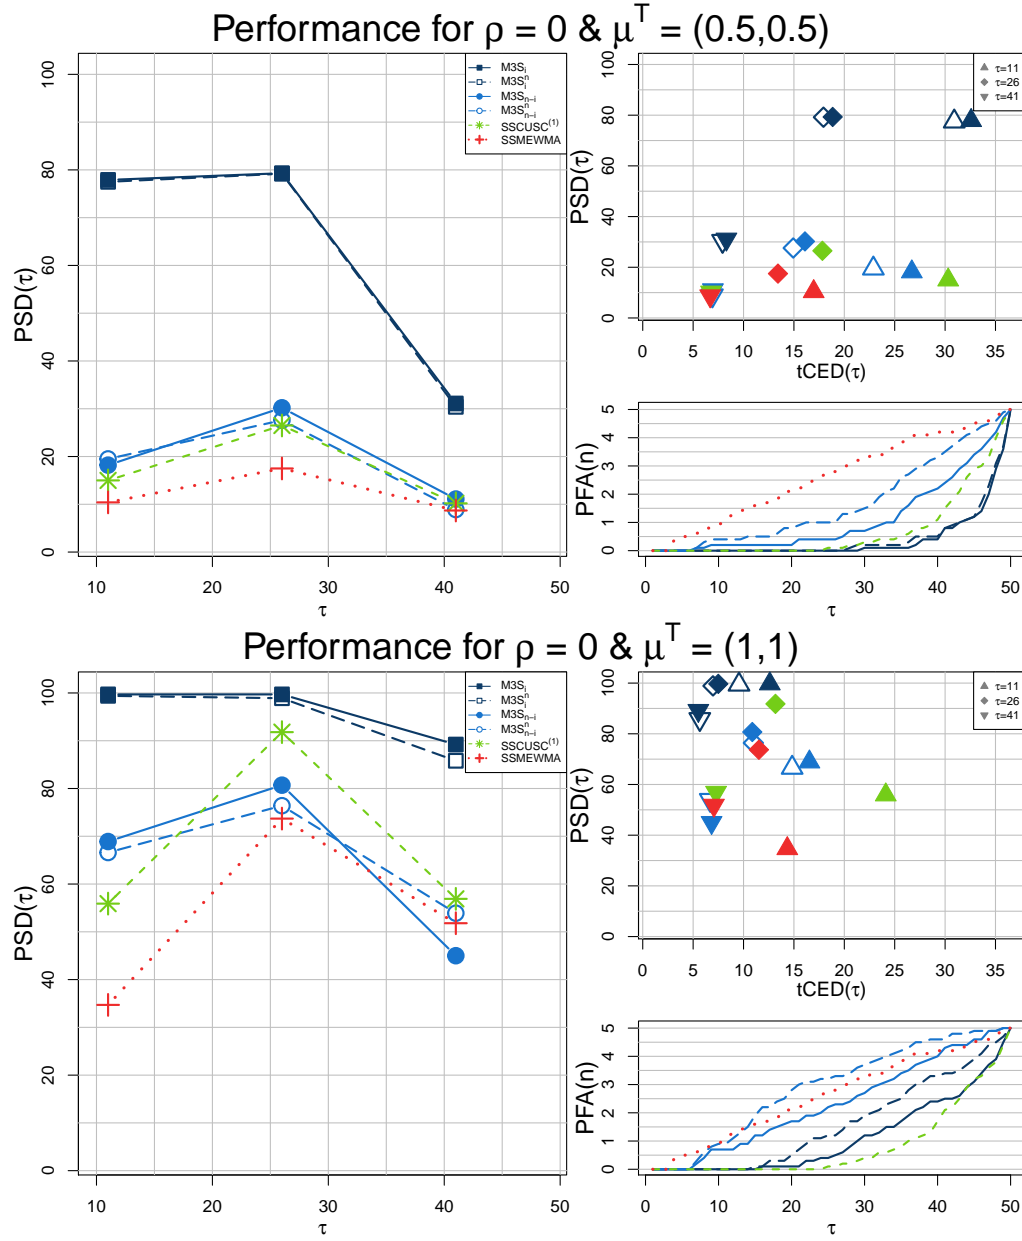 Performance for ρ = 0 & μᵀ = (0.5,0.5)
PSD(τ)
0 20 40 60 80 100
10 20 30 40 50
τ
M3Sᵢ
M3Sᵢⁿ
M3Sₙ₋ᵢ
M3Sⁿₙ₋ᵢ
SSCUSC⁽¹⁾
SSMEWMA
PSD(τ)
0 20 40 60 80 100
0 5 10 15 20 25 30 35
tCED(τ)
τ=11
τ=26
τ=41
PFA(n)
0 1 2 3 4 5
0 10 20 30 40 50
τ
Performance for ρ = 0 & μᵀ = (1,1)
PSD(τ)
0 20 40 60 80 100
10 20 30 40 50
τ
M3Sᵢ
M3Sᵢⁿ
M3Sₙ₋ᵢ
M3Sⁿₙ₋ᵢ
SSCUSC⁽¹⁾
SSMEWMA
PSD(τ)
0 20 40 60 80 100
0 5 10 15 20 25 30 35
tCED(τ)
τ=11
τ=26
τ=41
PFA(n)
0 1 2 3 4 5
0 10 20 30 40 50
τ